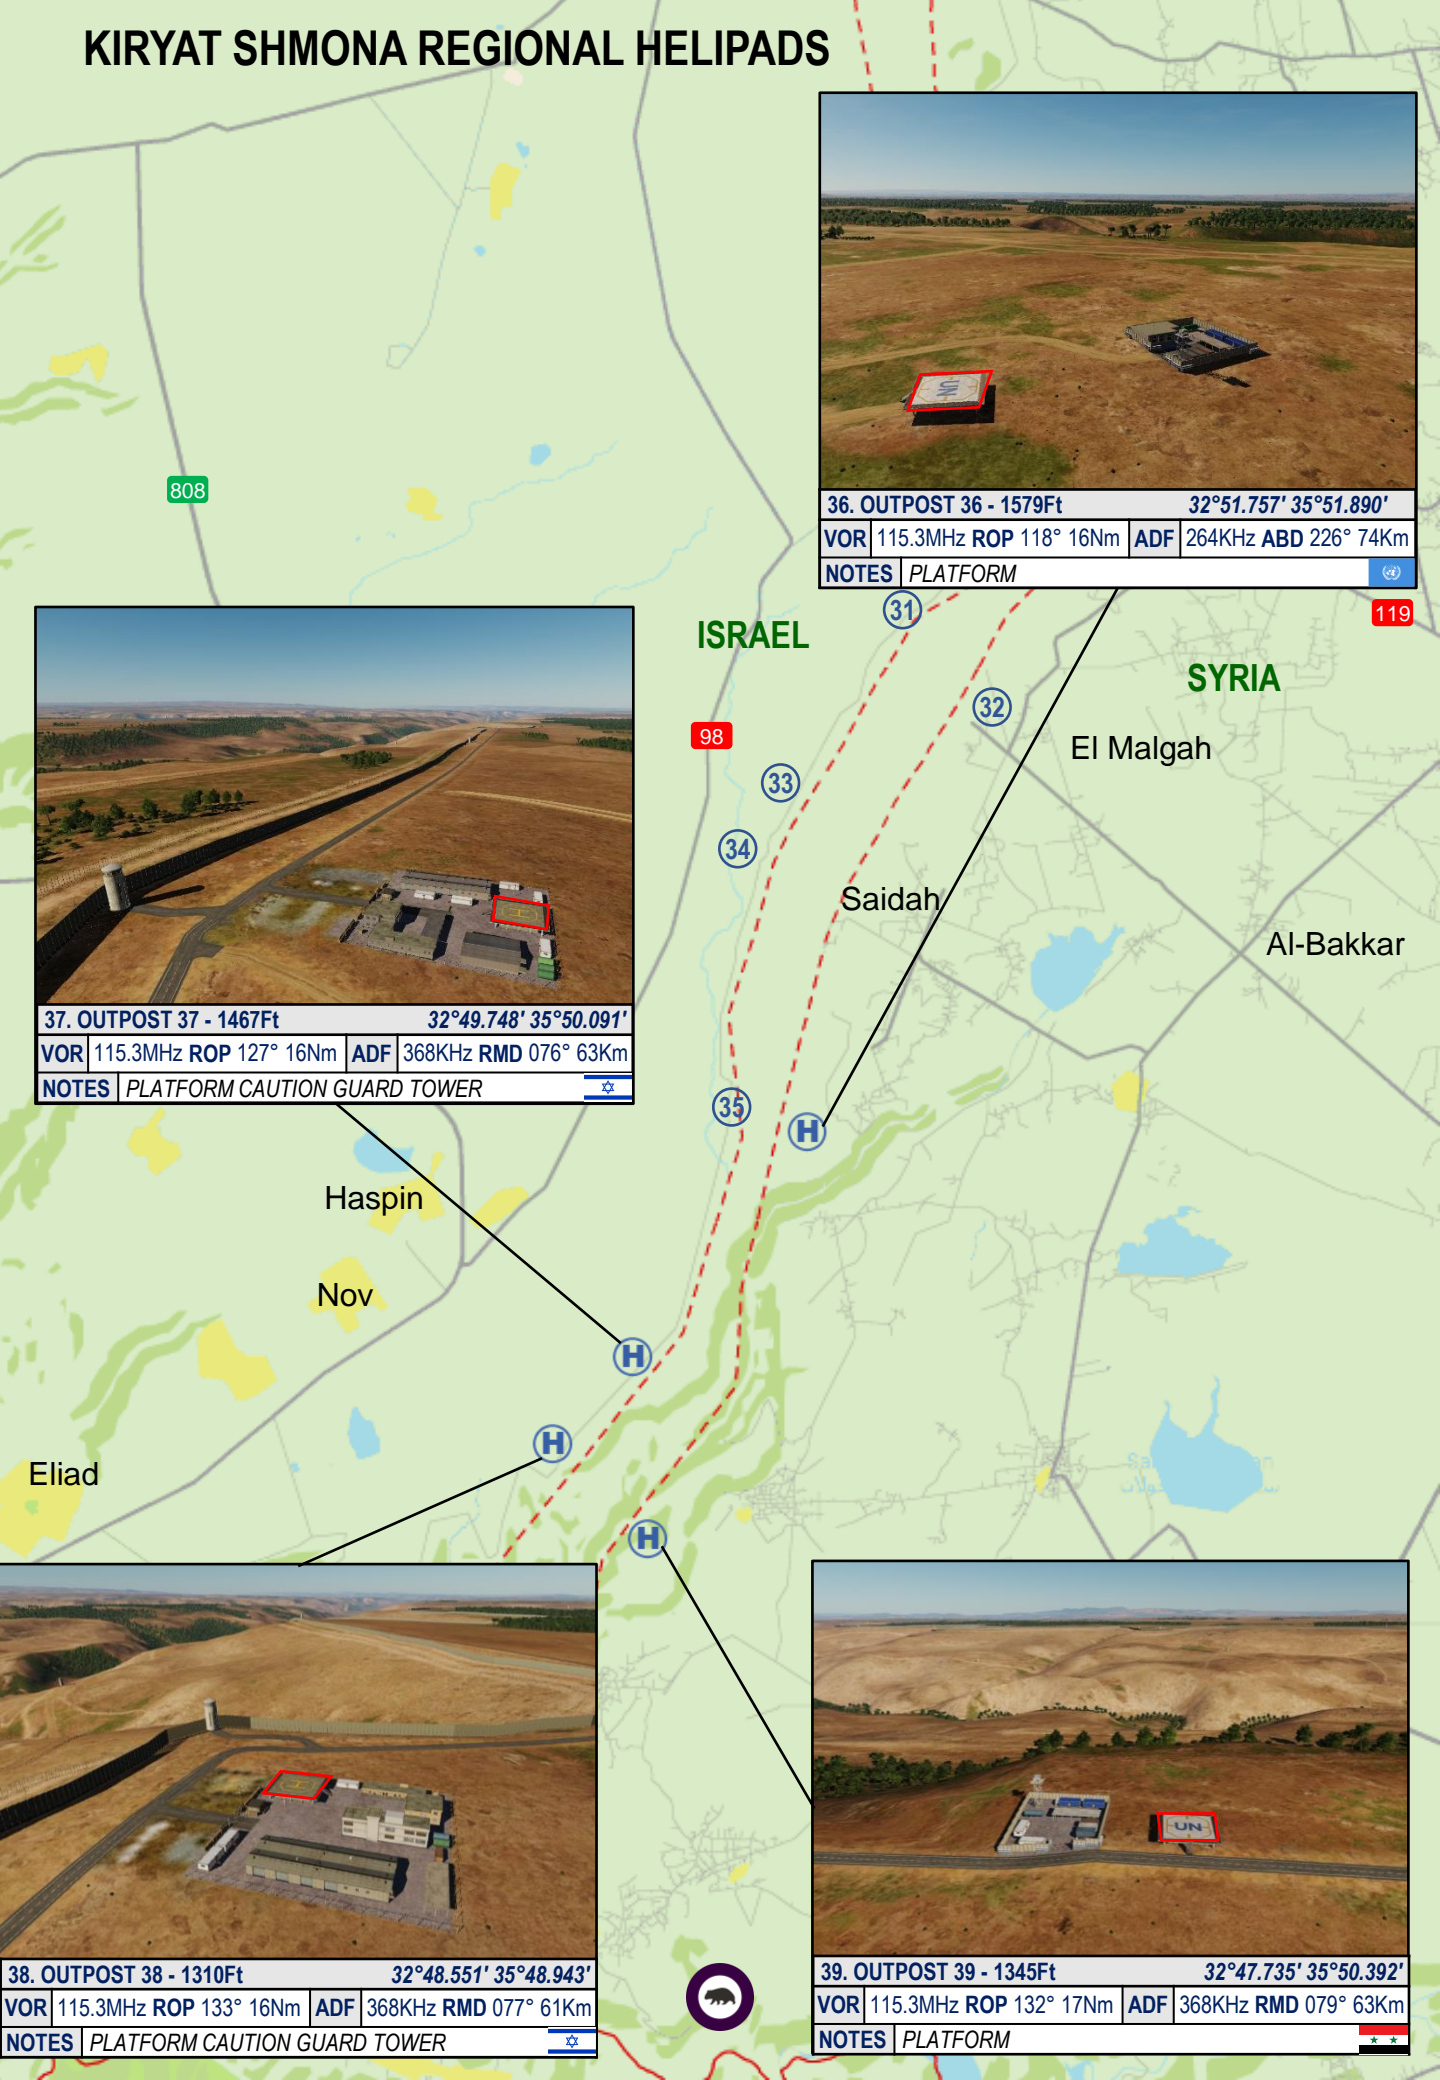 KIRYAT SHMONA REGIONAL HELIPADS
UN
36. OUTPOST 36 - 1579Ft 32°51.757' 35°51.890'
VOR 115.3MHz ROP 118° 16Nm ADF 264KHz ABD 226° 74Km
NOTES PLATFORM
808
31
119
ISRAEL
SYRIA
32
98
El Malgah
33
34
Saidah
Al-Bakkar
H
37. OUTPOST 37 - 1467Ft 32°49.748' 35°50.091'
VOR 115.3MHz ROP 127° 16Nm ADF 368KHz RMD 076° 63Km
NOTES PLATFORM CAUTION GUARD TOWER
35
H
Haspin
Nov
H
H
Eliad
H
UN
38. OUTPOST 38 - 1310Ft 32°48.551' 35°48.943'
VOR 115.3MHz ROP 133° 16Nm ADF 368KHz RMD 077° 61Km
NOTES PLATFORM CAUTION GUARD TOWER
39. OUTPOST 39 - 1345Ft 32°47.735' 35°50.392'
VOR 115.3MHz ROP 132° 17Nm ADF 368KHz RMD 079° 63Km
NOTES PLATFORM